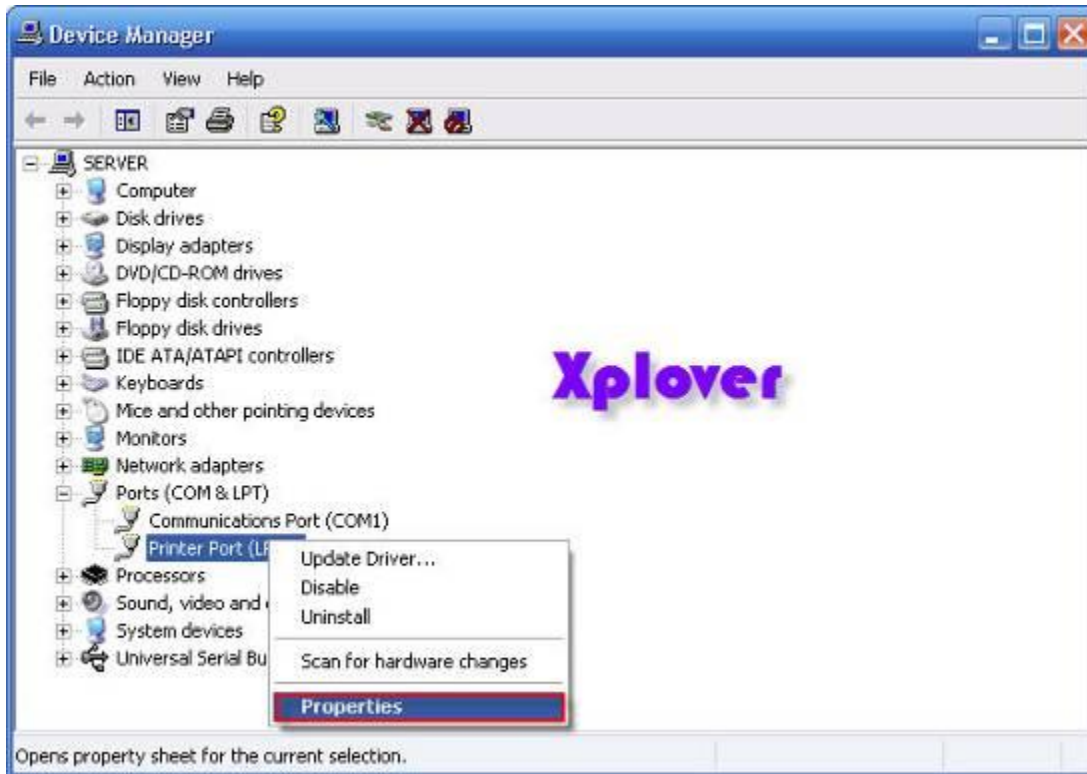 Device Manager
File Action View Help
SERVER
Computer
Disk drives
Display adapters
DVD/CD-ROM drives
Floppy disk controllers
Floppy disk drives
IDE ATA/ATAPI controllers
Xplover
Keyboards
Mice and other pointing devices
Monitors
Network adapters
Ports (COM & LPT)
Communications Port (COM1)
Printer Port
Update Driver...
Disable
Uninstall
Scan for hardware changes
Properties
Processors
Sound, video and
System devices
Universal Serial
Opens property sheet for the current selection.